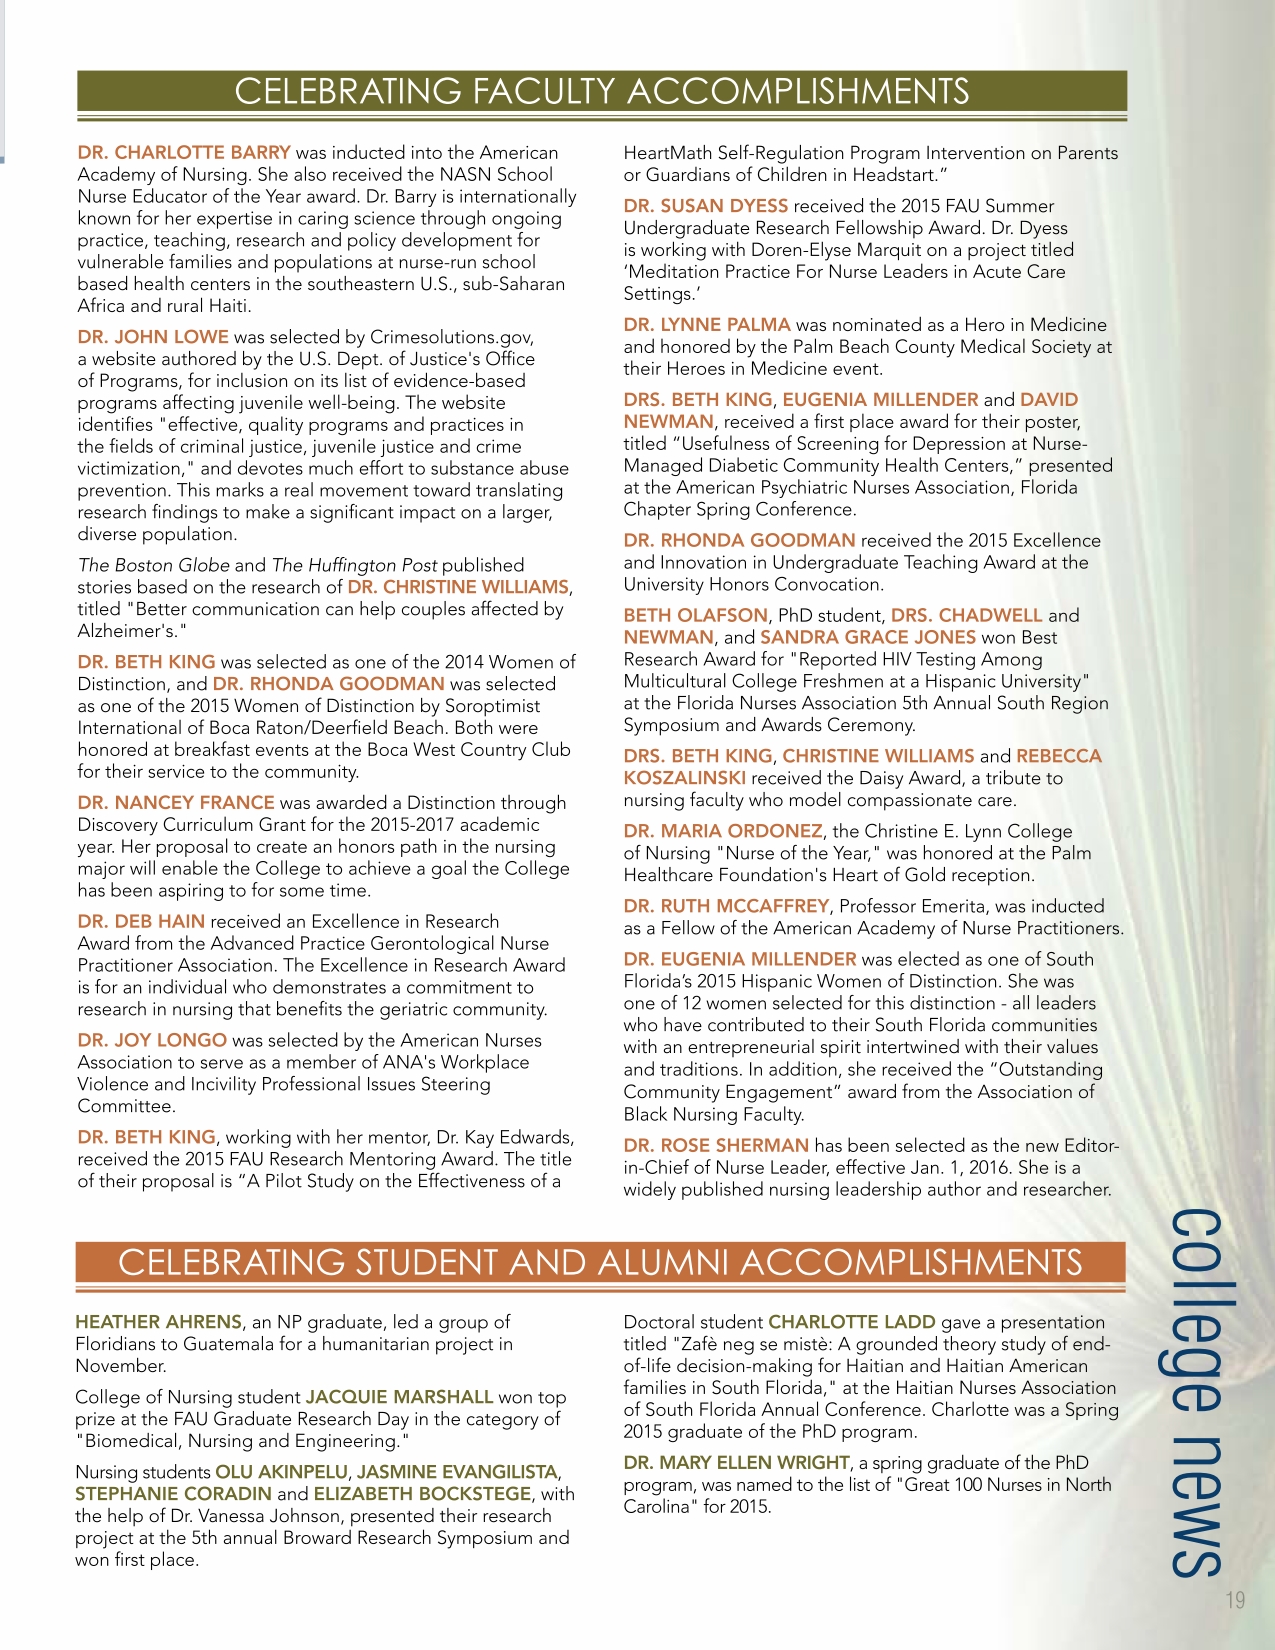 CELEBRATING FACULTY ACCOMPLISHMENTS
DR. CHARLOTTE BARRY was inducted into the American
Academy of Nursing. She also received the NASN School
Nurse Educator of the Year award. Dr. Barry is internationally
known for her expertise in caring science through ongoing
practice, teaching, research and policy development for
vulnerable families and populations at nurse-run school
based health centers in the southeastern U.S., sub-Saharan
Africa and rural Haiti.
DR. JOHN LOWE was selected by Crimesolutions.gov,
a website authored by the U.S. Dept. of Justice's Office
of Programs, for inclusion on its list of evidence-based
programs affecting juvenile well-being. The website
identifies "effective, quality programs and practices in
the fields of criminal justice, juvenile justice and crime
victimization," and devotes much effort to substance abuse
prevention. This marks a real movement toward translating
research findings to make a significant impact on a larger,
diverse population.
The Boston Globe and The Huffington Post published
stories based on the research of DR. CHRISTINE WILLIAMS,
titled "Better communication can help couples affected by
Alzheimer's."
DR. BETH KING was selected as one of the 2014 Women of
Distinction, and DR. RHONDA GOODMAN was selected
as one of the 2015 Women of Distinction by Soroptimist
International of Boca Raton/Deerfield Beach. Both were
honored at breakfast events at the Boca West Country Club
for their service to the community.
DR. NANCEY FRANCE was awarded a Distinction through
Discovery Curriculum Grant for the 2015-2017 academic
year. Her proposal to create an honors path in the nursing
major will enable the College to achieve a goal the College
has been aspiring to for some time.
DR. DEB HAIN received an Excellence in Research
Award from the Advanced Practice Gerontological Nurse
Practitioner Association. The Excellence in Research Award
is for an individual who demonstrates a commitment to
research in nursing that benefits the geriatric community.
DR. JOY LONGO was selected by the American Nurses
Association to serve as a member of ANA's Workplace
Violence and Incivility Professional Issues Steering
Committee.
DR. BETH KING, working with her mentor, Dr. Kay Edwards,
received the 2015 FAU Research Mentoring Award. The title
of their proposal is “A Pilot Study on the Effectiveness of a
HeartMath Self-Regulation Program Intervention on Parents
or Guardians of Children in Headstart.”
DR. SUSAN DYESS received the 2015 FAU Summer
Undergraduate Research Fellowship Award. Dr. Dyess
is working with Doren-Elyse Marquit on a project titled
‘Meditation Practice For Nurse Leaders in Acute Care
Settings.’
DR. LYNNE PALMA was nominated as a Hero in Medicine
and honored by the Palm Beach County Medical Society at
their Heroes in Medicine event.
DRS. BETH KING, EUGENIA MILLENDER and DAVID
NEWMAN, received a first place award for their poster,
titled “Usefulness of Screening for Depression at Nurse-
Managed Diabetic Community Health Centers,” presented
at the American Psychiatric Nurses Association, Florida
Chapter Spring Conference.
DR. RHONDA GOODMAN received the 2015 Excellence
and Innovation in Undergraduate Teaching Award at the
University Honors Convocation.
BETH OLAFSON, PhD student, DRS. CHADWELL and
NEWMAN, and SANDRA GRACE JONES won Best
Research Award for "Reported HIV Testing Among
Multicultural College Freshmen at a Hispanic University"
at the Florida Nurses Association 5th Annual South Region
Symposium and Awards Ceremony.
DRS. BETH KING, CHRISTINE WILLIAMS and REBECCA
KOSZALINSKI received the Daisy Award, a tribute to
nursing faculty who model compassionate care.
DR. MARIA ORDONEZ, the Christine E. Lynn College
of Nursing "Nurse of the Year," was honored at the Palm
Healthcare Foundation's Heart of Gold reception.
DR. RUTH MCCAFFREY, Professor Emerita, was inducted
as a Fellow of the American Academy of Nurse Practitioners.
DR. EUGENIA MILLENDER was elected as one of South
Florida’s 2015 Hispanic Women of Distinction. She was
one of 12 women selected for this distinction - all leaders
who have contributed to their South Florida communities
with an entrepreneurial spirit intertwined with their values
and traditions. In addition, she received the “Outstanding
Community Engagement” award from the Association of
Black Nursing Faculty.
DR. ROSE SHERMAN has been selected as the new Editor-
in-Chief of Nurse Leader, effective Jan. 1, 2016. She is a
widely published nursing leadership author and researcher.
CELEBRATING STUDENT AND ALUMNI ACCOMPLISHMENTS
HEATHER AHRENS, an NP graduate, led a group of
Floridians to Guatemala for a humanitarian project in
November.
College of Nursing student JACQUIE MARSHALL won top
prize at the FAU Graduate Research Day in the category of
"Biomedical, Nursing and Engineering."
Nursing students OLU AKINPELU, JASMINE EVANGILISTA,
STEPHANIE CORADIN and ELIZABETH BOCKSTEGE, with
the help of Dr. Vanessa Johnson, presented their research
project at the 5th annual Broward Research Symposium and
won first place.
Doctoral student CHARLOTTE LADD gave a presentation
titled "Zafè neg se mistè: A grounded theory study of end-
of-life decision-making for Haitian and Haitian American
families in South Florida," at the Haitian Nurses Association
of South Florida Annual Conference. Charlotte was a Spring
2015 graduate of the PhD program.
DR. MARY ELLEN WRIGHT, a spring graduate of the PhD
program, was named to the list of "Great 100 Nurses in North
Carolina" for 2015.
college news
19